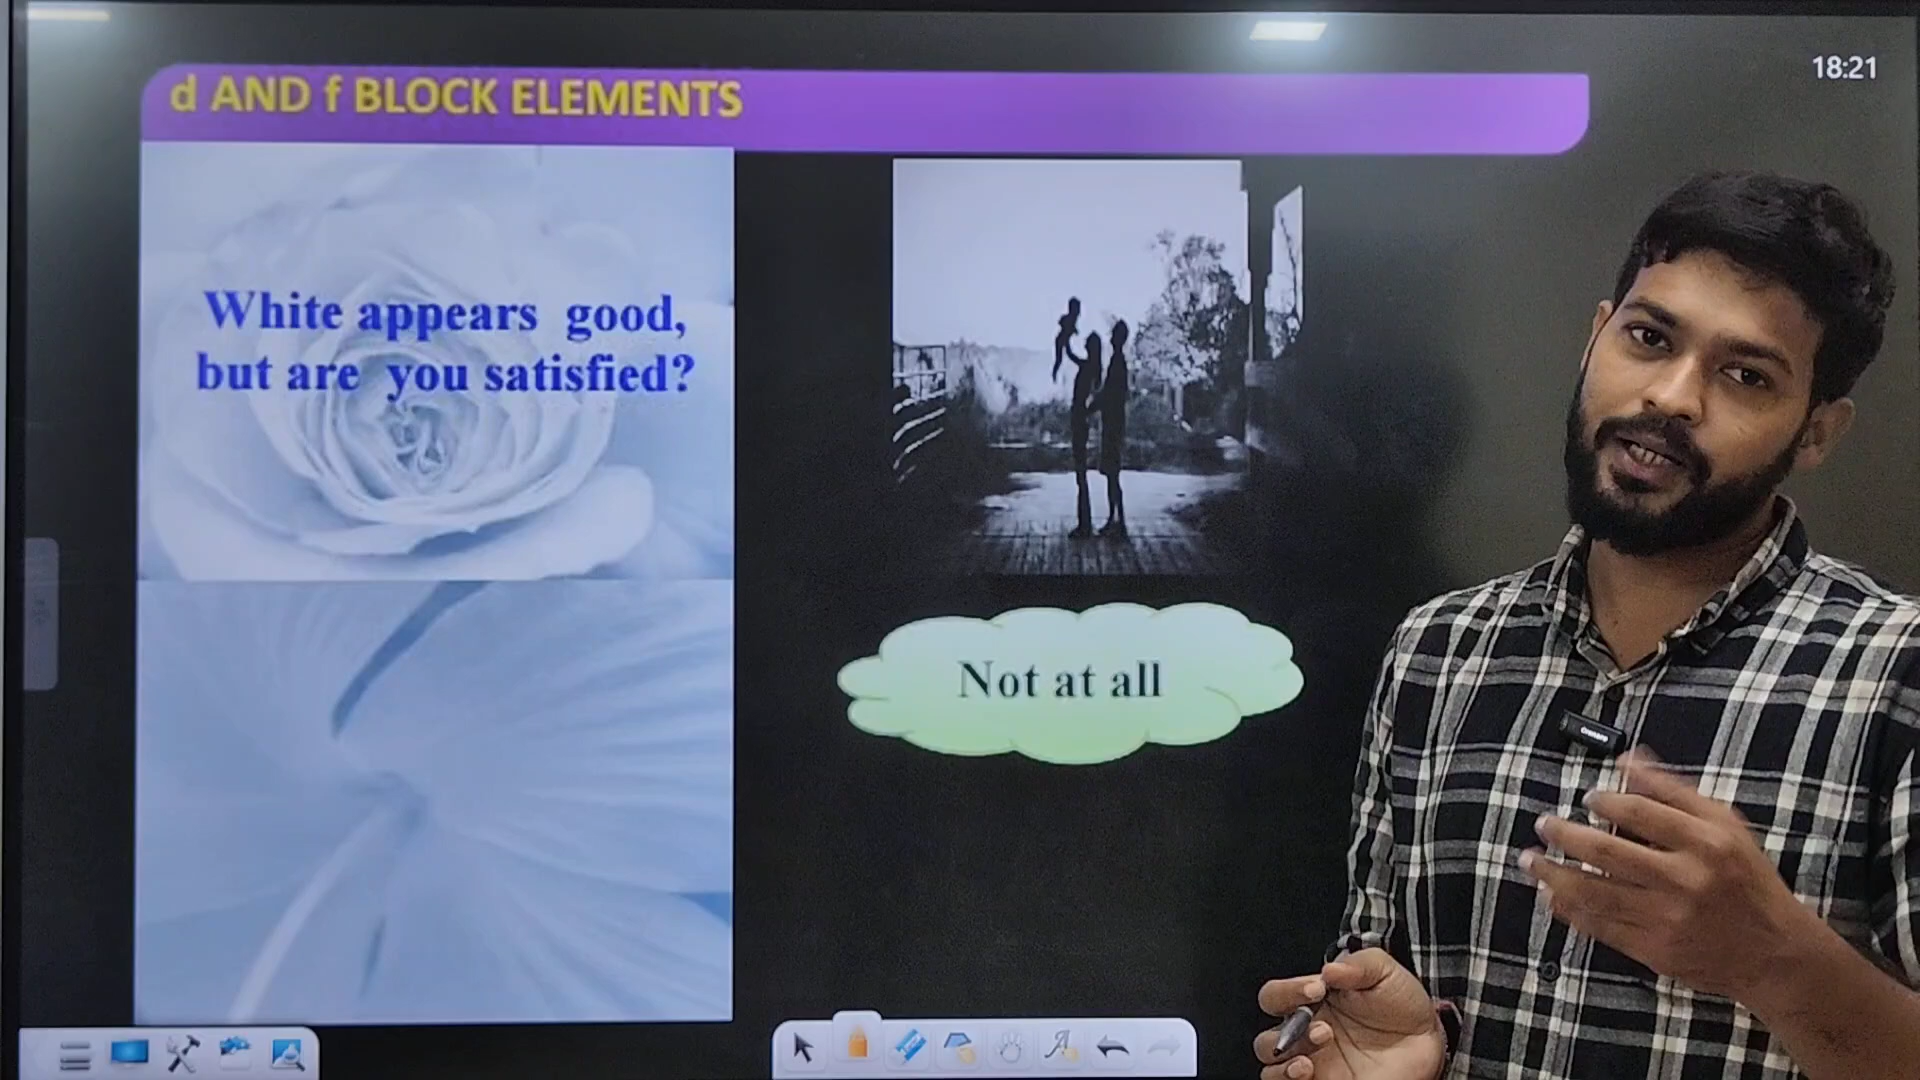 18:21
d AND f BLOCK ELEMENTS
White appears good,
but are you satisfied?
Not at all